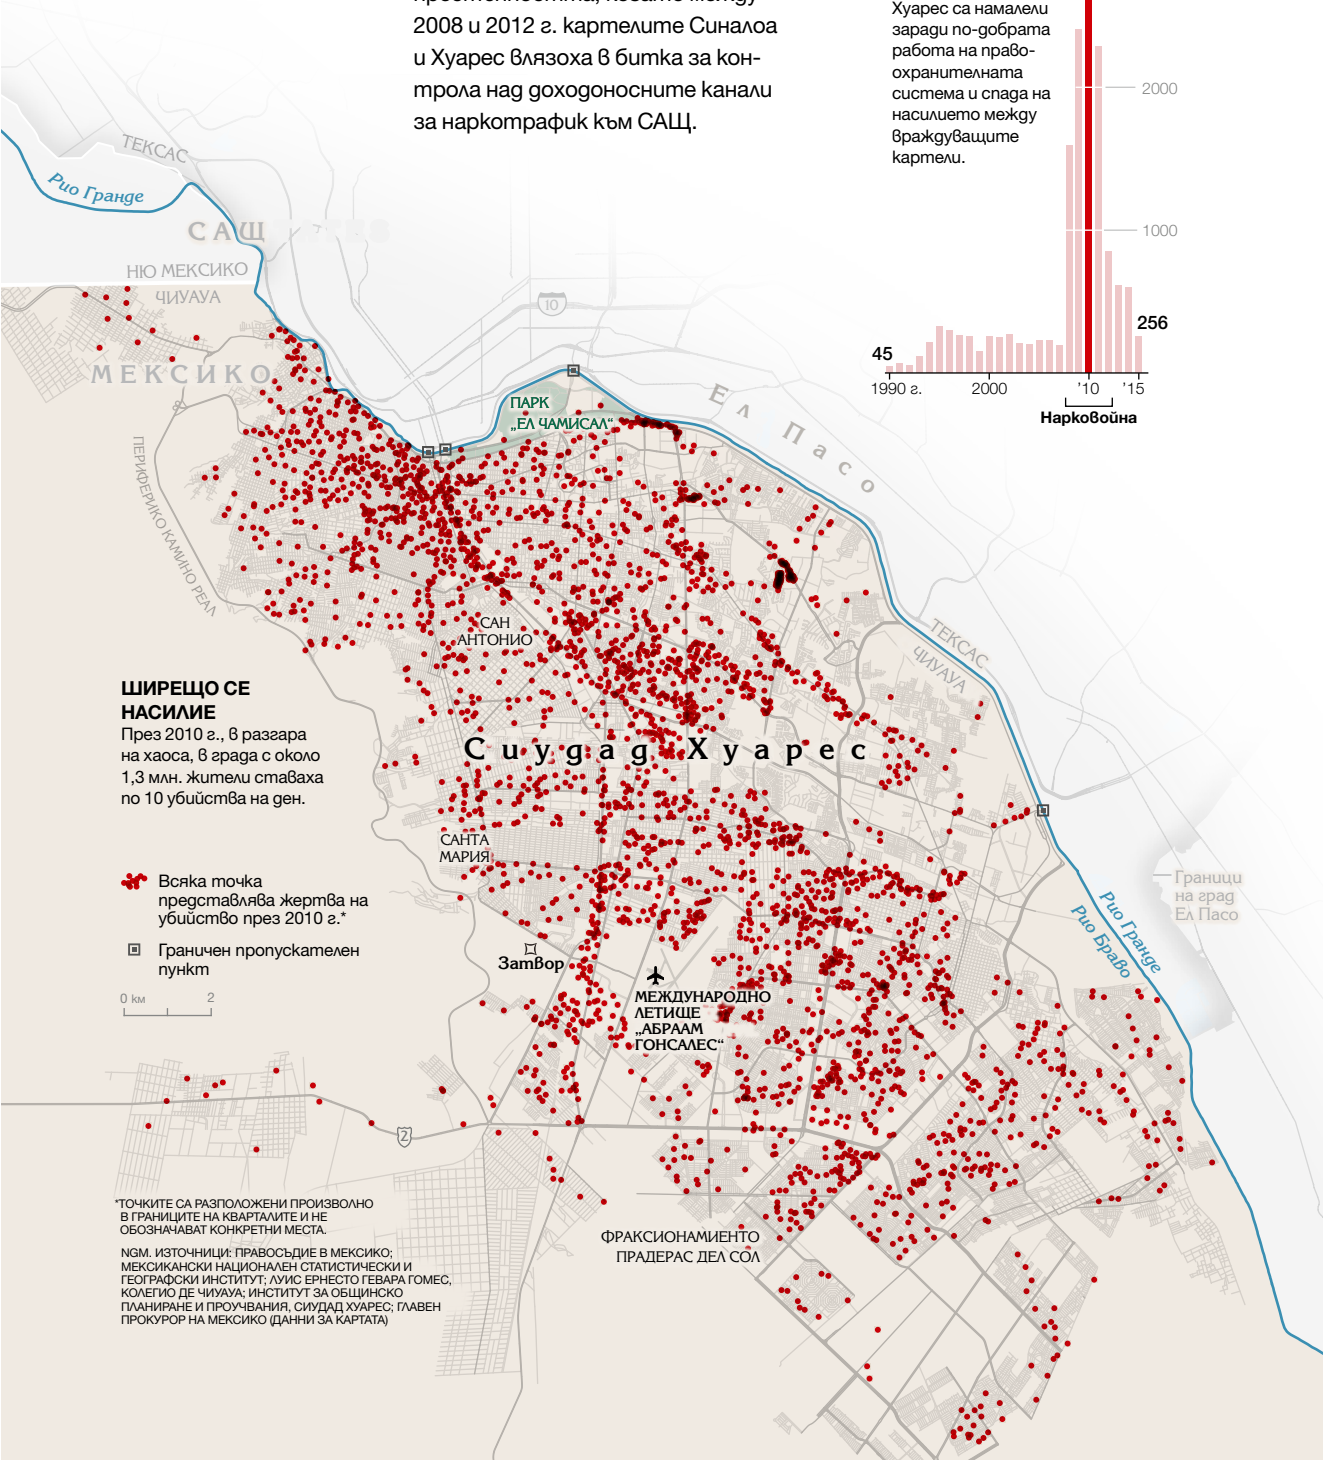 2008 и 2012 г. картелите Синалоа
и Хуарес влязоха в битка за кон-
трола над доходоносните канали
за наркотрафик към САЩ.
Хуарес са намалели
заради по-добрата
работа на право-
охранителната
система и спада на
насилието между
враждуващите
картели.
2000
1000
256
45
1990 г.
2000
’10
’15
Нарковойна
ТЕКСАС
Рио Гранде
САЩ
НЮ МЕКСИКО
ЧИУАУА
МЕКСИКО
10
ПАРК
„ЕЛ ЧАМИСАЛ“
Ел Пасо
ПЕРИФЕРИКО КАМИНО РЕАЛ
САН
АНТОНИО
ТЕКСАС
ЧИУАУА
ШИРЕЩО СЕ
НАСИЛИЕ
През 2010 г., в разгара
на хаоса, в града с около
1,3 млн. жители ставаха
по 10 убийства на ден.
Сиудад Хуарес
САНТА
МАРИЯ
Всяка точка
представлява жертва на
убийство през 2010 г.*
Граничен пропускателен
пункт
0 км 2
Затвор
МЕЖДУНАРОДНО
ЛЕТИЩЕ
„АБРААМ
ГОНСАЛЕС“
Граници
на град
Ел Пасо
Рио Гранде
Рио Браво
2
ФРАКСИОНАМИЕНТО
ПРАДЕРАС ДЕЛ СОЛ
*ТОЧКИТЕ СА РАЗПОЛОЖЕНИ ПРОИЗВОЛНО
В ГРАНИЦИТЕ НА КВАРТАЛИТЕ И НЕ
ОБОЗНАЧАВАТ КОНКРЕТНИ МЕСТА.
NGM. ИЗТОЧНИЦИ: ПРАВОСЪДИЕ В МЕКСИКО;
МЕКСИКАНСКИ НАЦИОНАЛЕН СТАТИСТИЧЕСКИ И
ГЕОГРАФСКИ ИНСТИТУТ; ЛУИС ЕРНЕСТО ГЕВАРА ГОМЕС,
КОЛЕГИО ДЕ ЧИУАУА; ИНСТИТУТ ЗА ОБЩИНСКО
ПЛАНИРАНЕ И ПРОУЧВАНИЯ, СИУДАД ХУАРЕС; ГЛАВЕН
ПРОКУРОР НА МЕКСИКО (ДАННИ ЗА КАРТАТА)